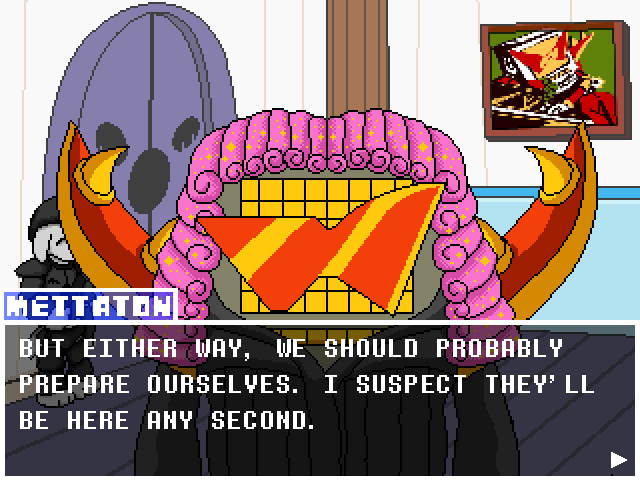 METTATON
BUT EITHER WAY, WE SHOULD PROBABLY
PREPARE OURSELVES. I SUSPECT THEY'LL
BE HERE ANY SECOND.